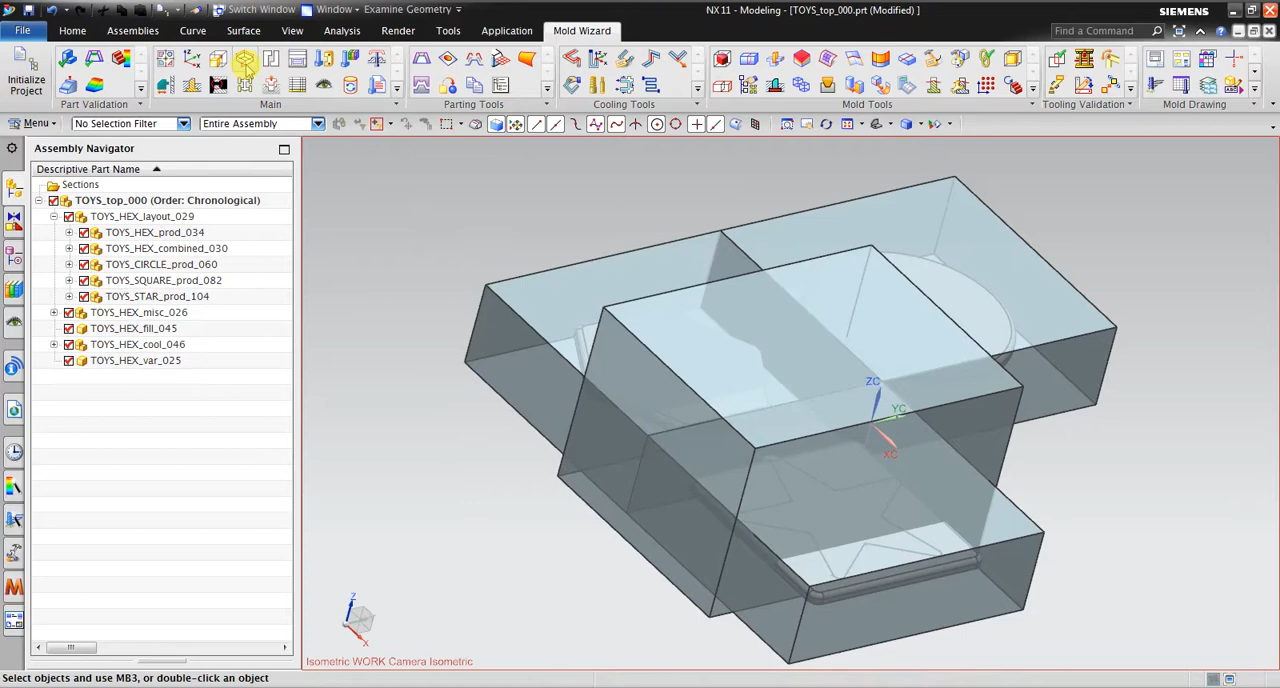 Switch Window Window Examine Geometry NX 11 - Modeling - [TOYS_top_000.prt (Modified) ] SIEMENS
File Home Assemblies Curve Surface View Analysis Render Tools Application Mold Wizard Find a Command
Initialize
Project
Part Validation Main Parting Tools Cooling Tools Mold Tools Tooling Validation Mold Drawing
Menu No Selection Filter Entire Assembly
Assembly Navigator
Descriptive Part Name
Sections
TOYS_top_000 (Order: Chronological)
TOYS_HEX_layout_029
TOYS_HEX_prod_034
TOYS_HEX_combined_030
TOYS_CIRCLE_prod_060
TOYS_SQUARE_prod_082
TOYS_STAR_prod_104
TOYS_HEX_misc_026
TOYS_HEX_fill_045
TOYS_HEX_cool_046
TOYS_HEX_var_025
ZC
YC
XC
Z
X
Isometric WORK Camera Isometric
Select objects and use MB3, or double-click an object